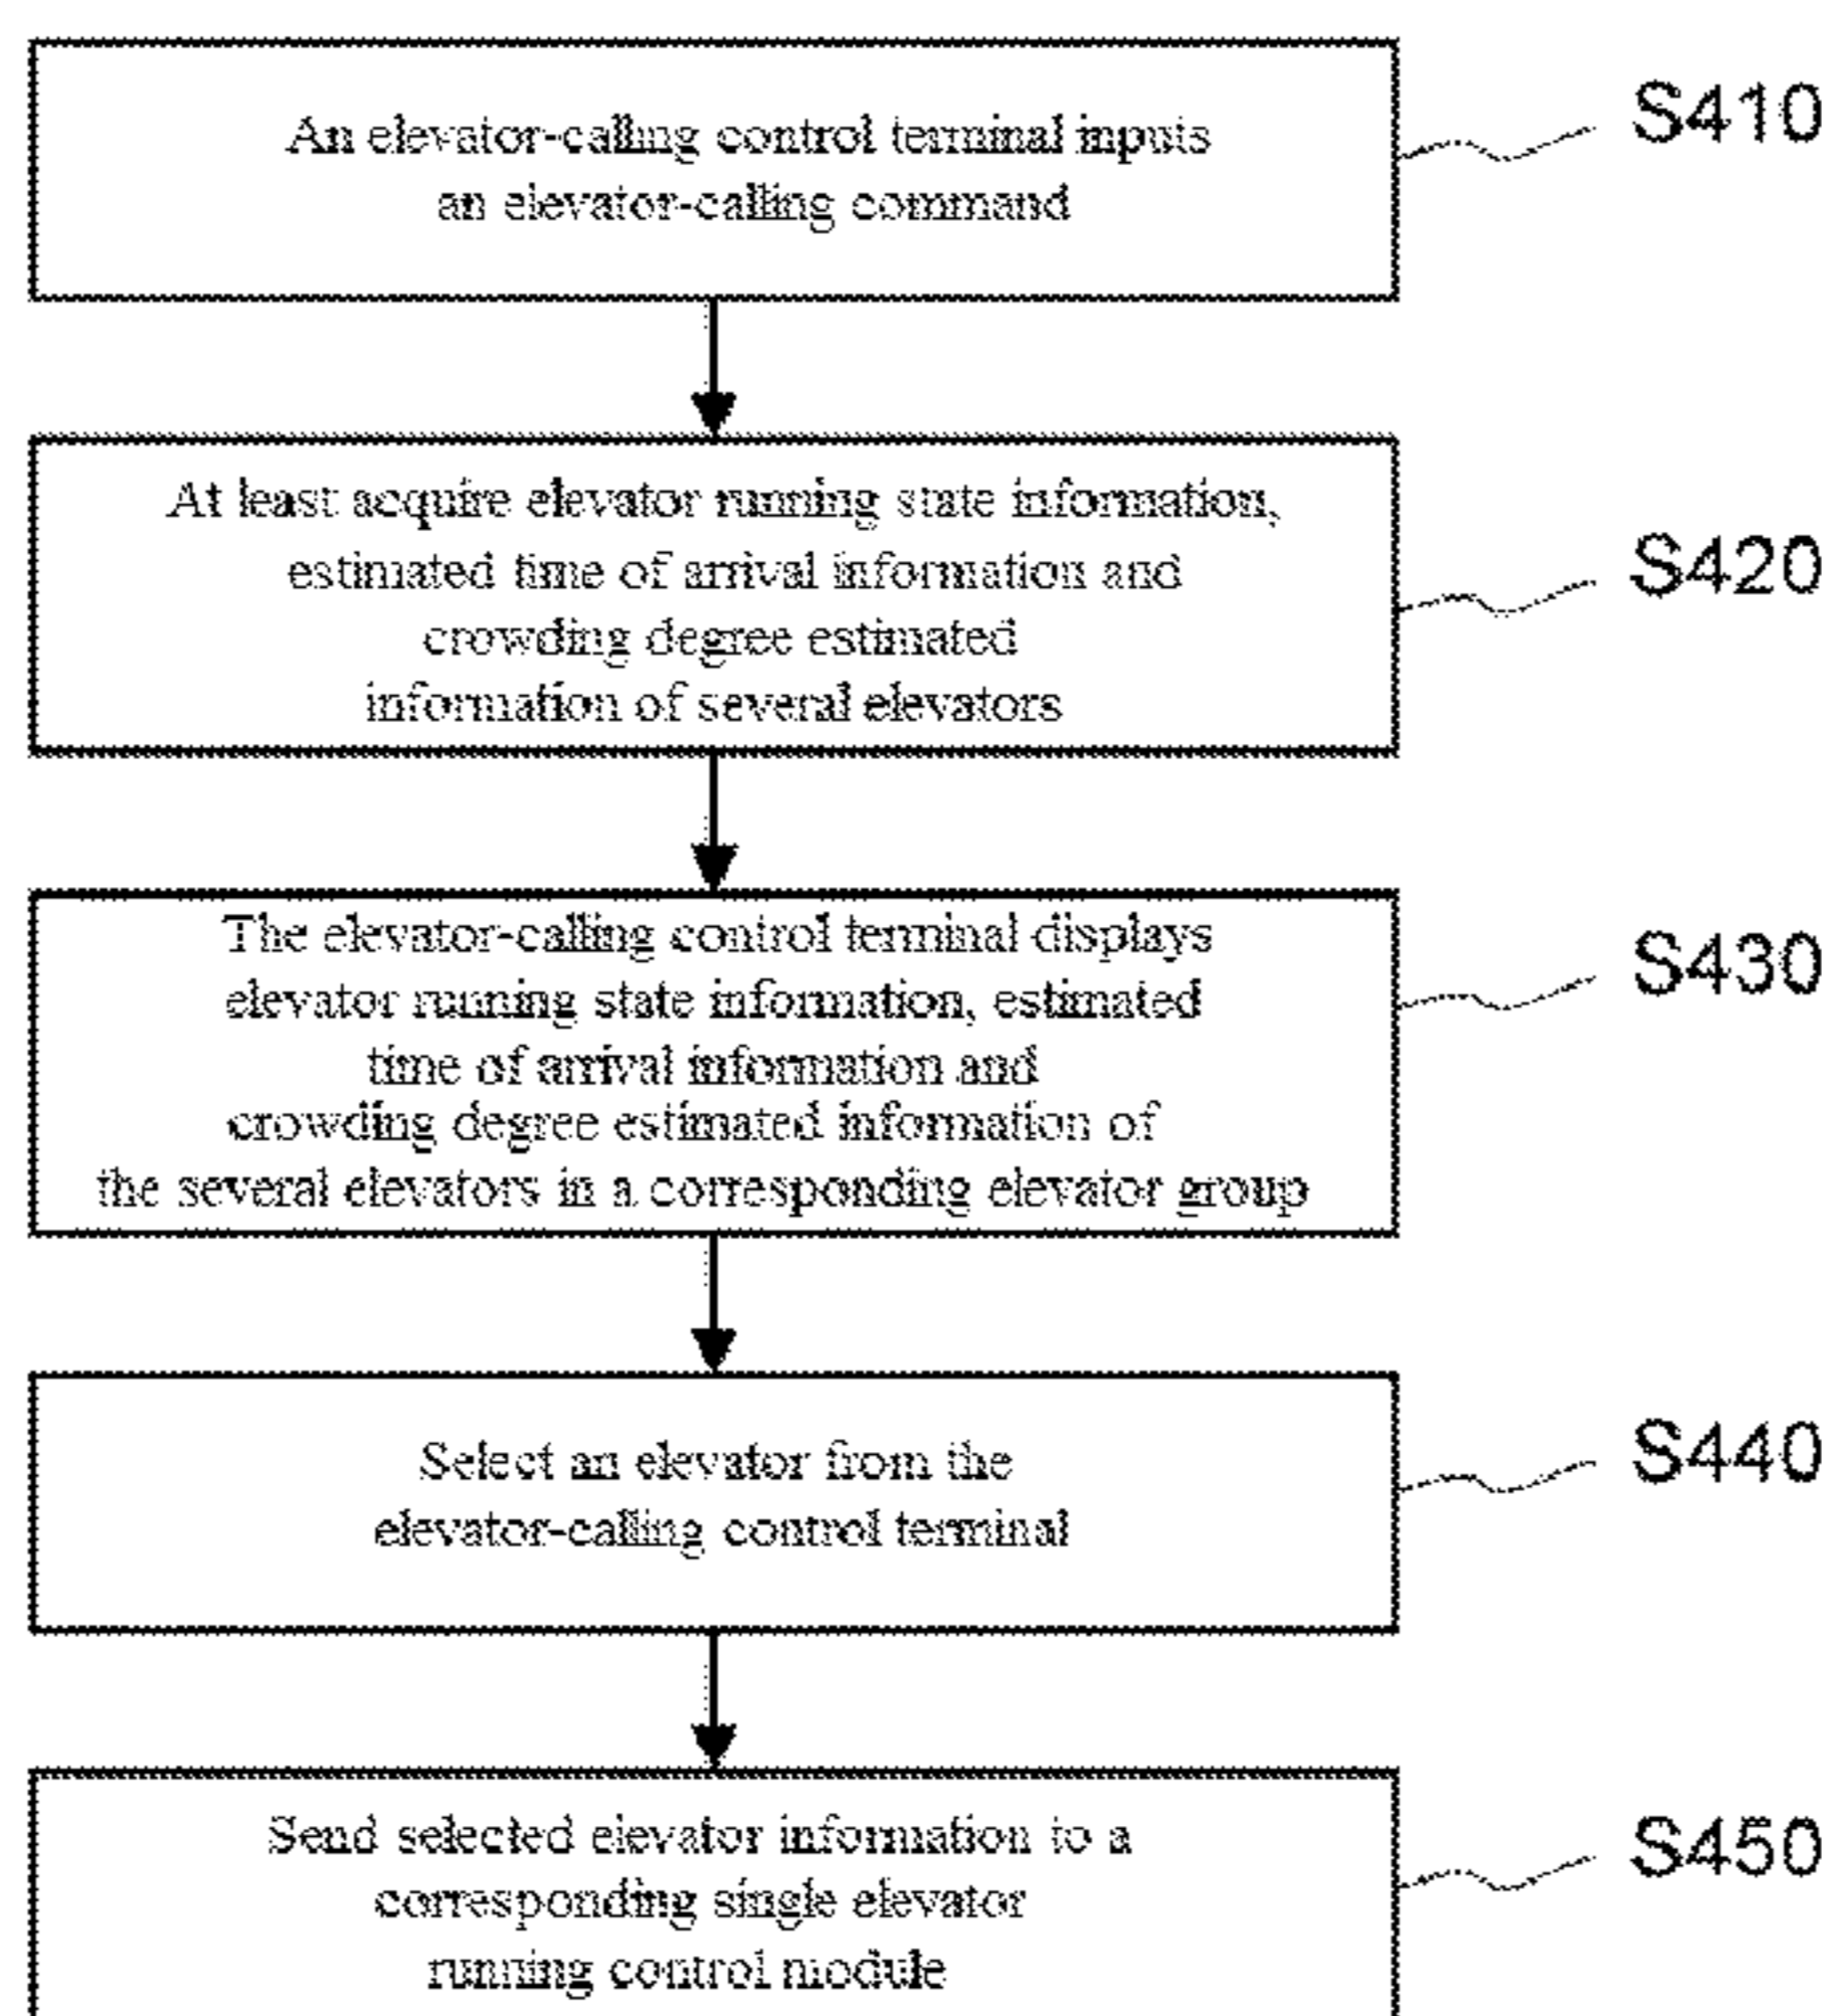 An elevator-calling control terminal inputs
an elevator-calling command
S410
At least acquire elevator running state information,
estimated time of arrival information and
crowding degree estimated
information of several elevators
S420
The elevator-calling control terminal displays
elevator running state information, estimated
time of arrival information and
crowding degree estimated information of
the several elevators in a corresponding elevator group
S430
Select an elevator from the
elevator-calling control terminal
S440
Send selected elevator information to a
corresponding single elevator
running control module
S450